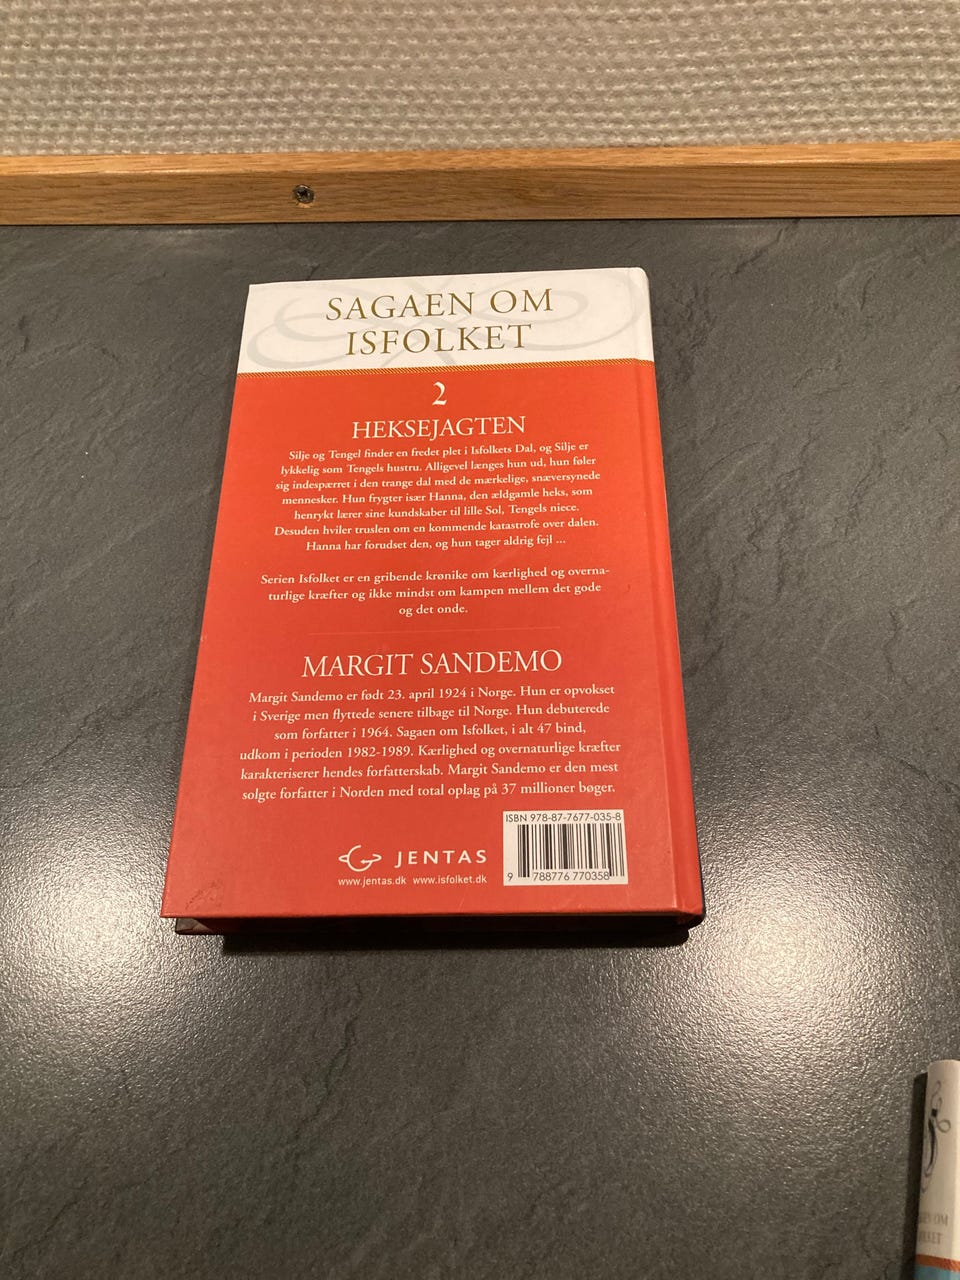 SAGAEN OM
ISFOLKET
2
HEKSEJAGTEN
Silje og Tengel finder en fredet plet i Isfolkets Dal, og Silje er
lykkelig som Tengels hustru. Alligevel længes hun ud, hun føler
sig indespærret i den trange dal med de mærkelige, snæversynede
mennesker. Hun frygter især Hanna, den ældgamle heks, som
henrykt lærer sine kundskaber til lille Sol, Tengels niece.
Desuden hviler truslen om en kommende katastrofe over dalen.
Hanna har forudset den, og hun tager aldrig fejl ...
Serien Isfolket er en gribende krønike om kærlighed og overna-
turlige kræfter og ikke mindst om kampen mellem det gode
og det onde.
MARGIT SANDEMO
Margit Sandemo er født 23. april 1924 i Norge. Hun er opvokset
i Sverige men flyttede senere tilbage til Norge. Hun debuterede
som forfatter i 1964. Sagaen om Isfolket, i alt 47 bind,
udkom i perioden 1982-1989. Kærlighed og overnaturlige kræfter
karakteriserer hendes forfatterskab. Margit Sandemo er den mest
solgte forfatter i Norden med total oplag på 37 millioner bøger.
ISBN 978-87-7677-035-8
JENTAS
www.jentas.dk www.isfolket.dk
9 788776 770358
OM